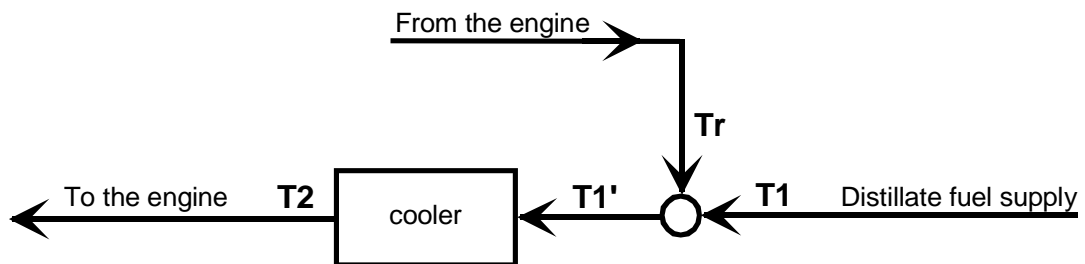 From the engine
Tr
To the engine
T2
cooler
T1'
T1
Distillate fuel supply